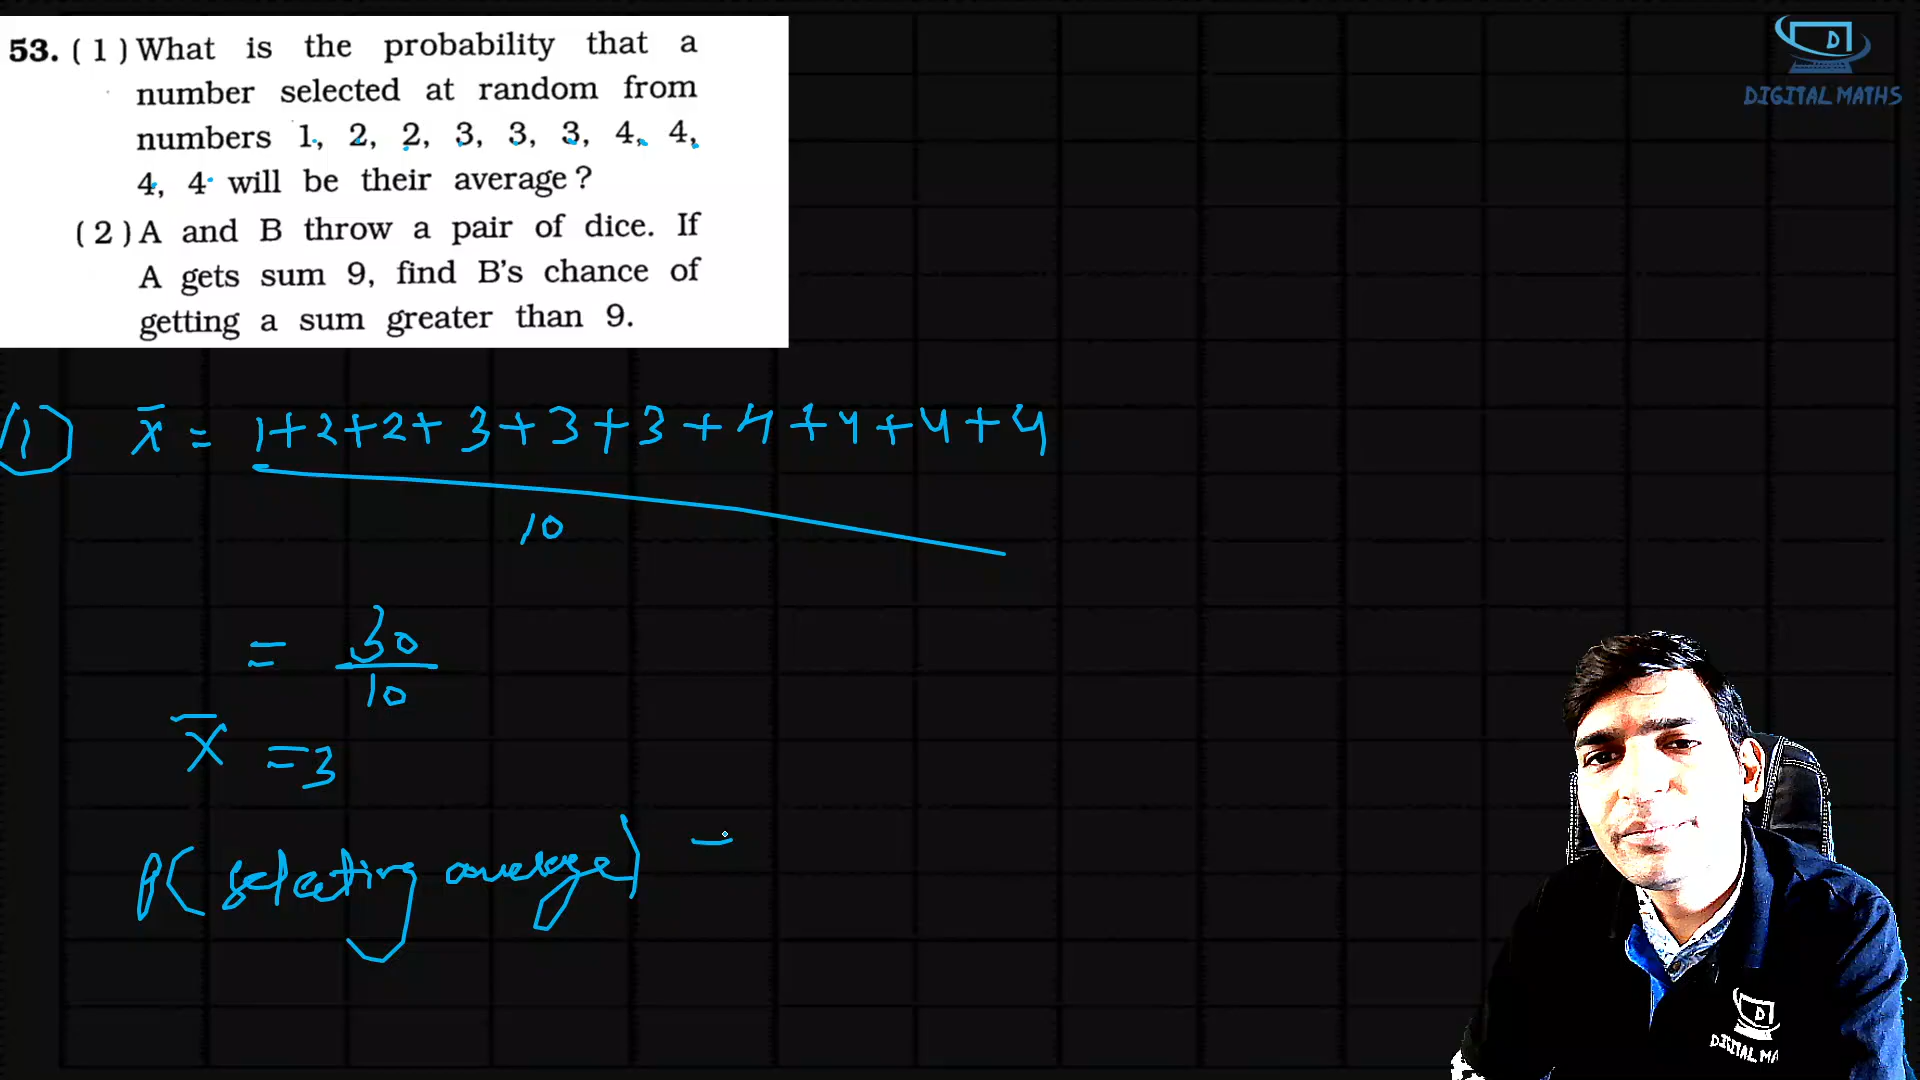 53. ( 1 ) What is the probability that a
number selected at random from
numbers 1, 2, 2, 3, 3, 3, 4, 4,
4, 4 will be their average ?
( 2 ) A and B throw a pair of dice. If
A gets sum 9, find B's chance of
getting a sum greater than 9.
DIGITAL MATHS
(1) x̄ = 1+2+2+3+3+3+4+4+4+4
10
= 30
10
x̄ =3
P( selecting average) =
DIGITAL MA